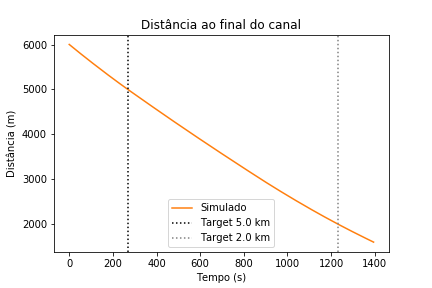 Distância ao final do canal
Distância (m)
6000
5000
4000
3000
2000
Simulado
Target 5.0 km
Target 2.0 km
0 200 400 600 800 1000 1200 1400
Tempo (s)